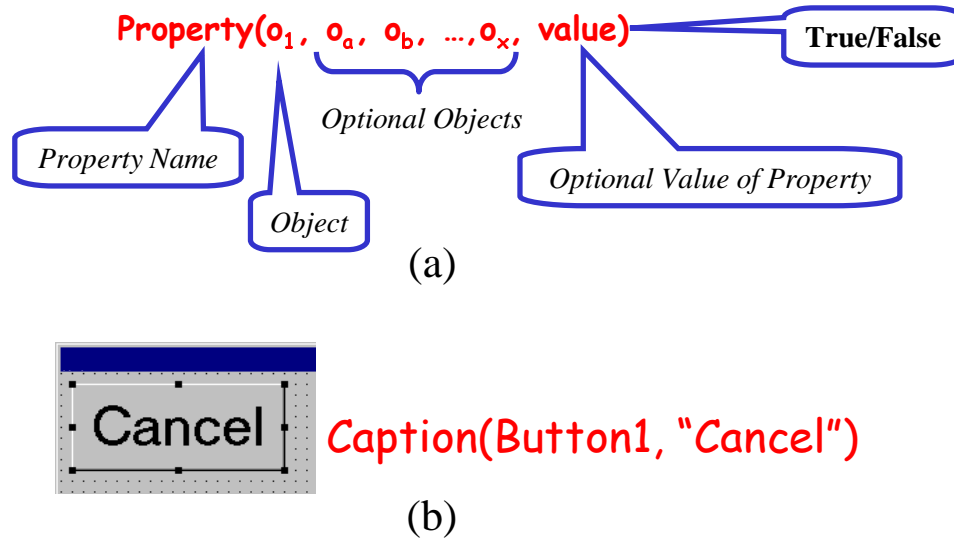 Property(o₁, oₐ, o_b, …,oₓ, value)
True/False
Optional Objects
Property Name
Optional Value of Property
Object
(a)
Cancel
Caption(Button1, “Cancel”)
(b)